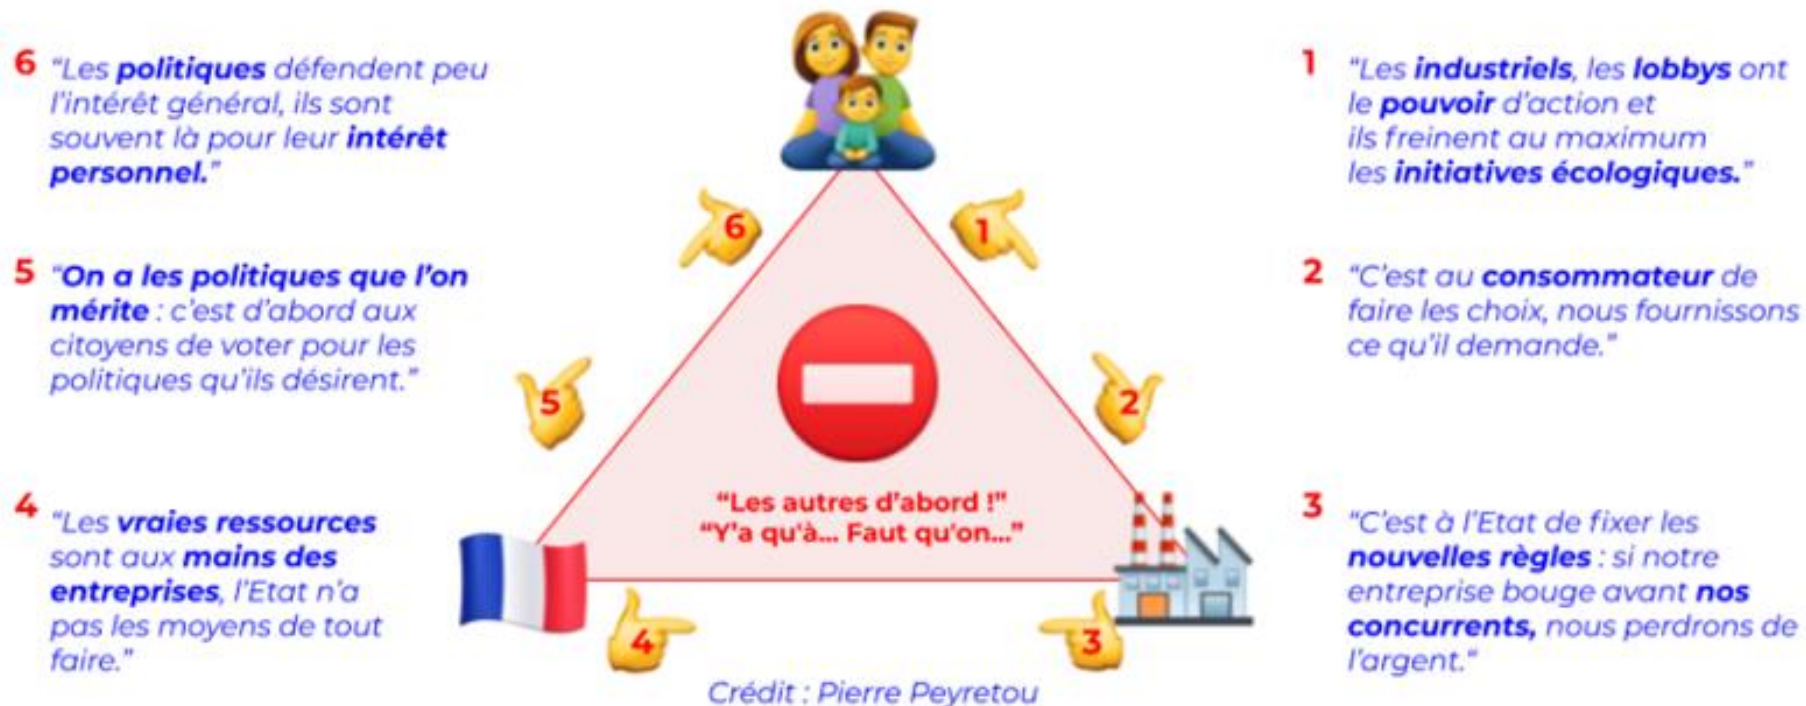 6 “Les politiques défendent peu
l’intérêt général, ils sont
souvent là pour leur intérêt
personnel.”
5 “On a les politiques que l’on
mérite : c’est d’abord aux
citoyens de voter pour les
politiques qu’ils désirent.”
4 “Les vraies ressources
sont aux mains des
entreprises, l’Etat n’a
pas les moyens de tout
faire.”
6
1
5
2
“Les autres d’abord !”
“Y’a qu’à... Faut qu’on...”
4
3
Crédit : Pierre Peyretou
1 “Les industriels, les lobbys ont
le pouvoir d’action et
ils freinent au maximum
les initiatives écologiques.”
2 “C’est au consommateur de
faire les choix, nous fournissons
ce qu’il demande.”
3 “C’est à l’Etat de fixer les
nouvelles règles : si notre
entreprise bouge avant nos
concurrents, nous perdrons de
l’argent.“